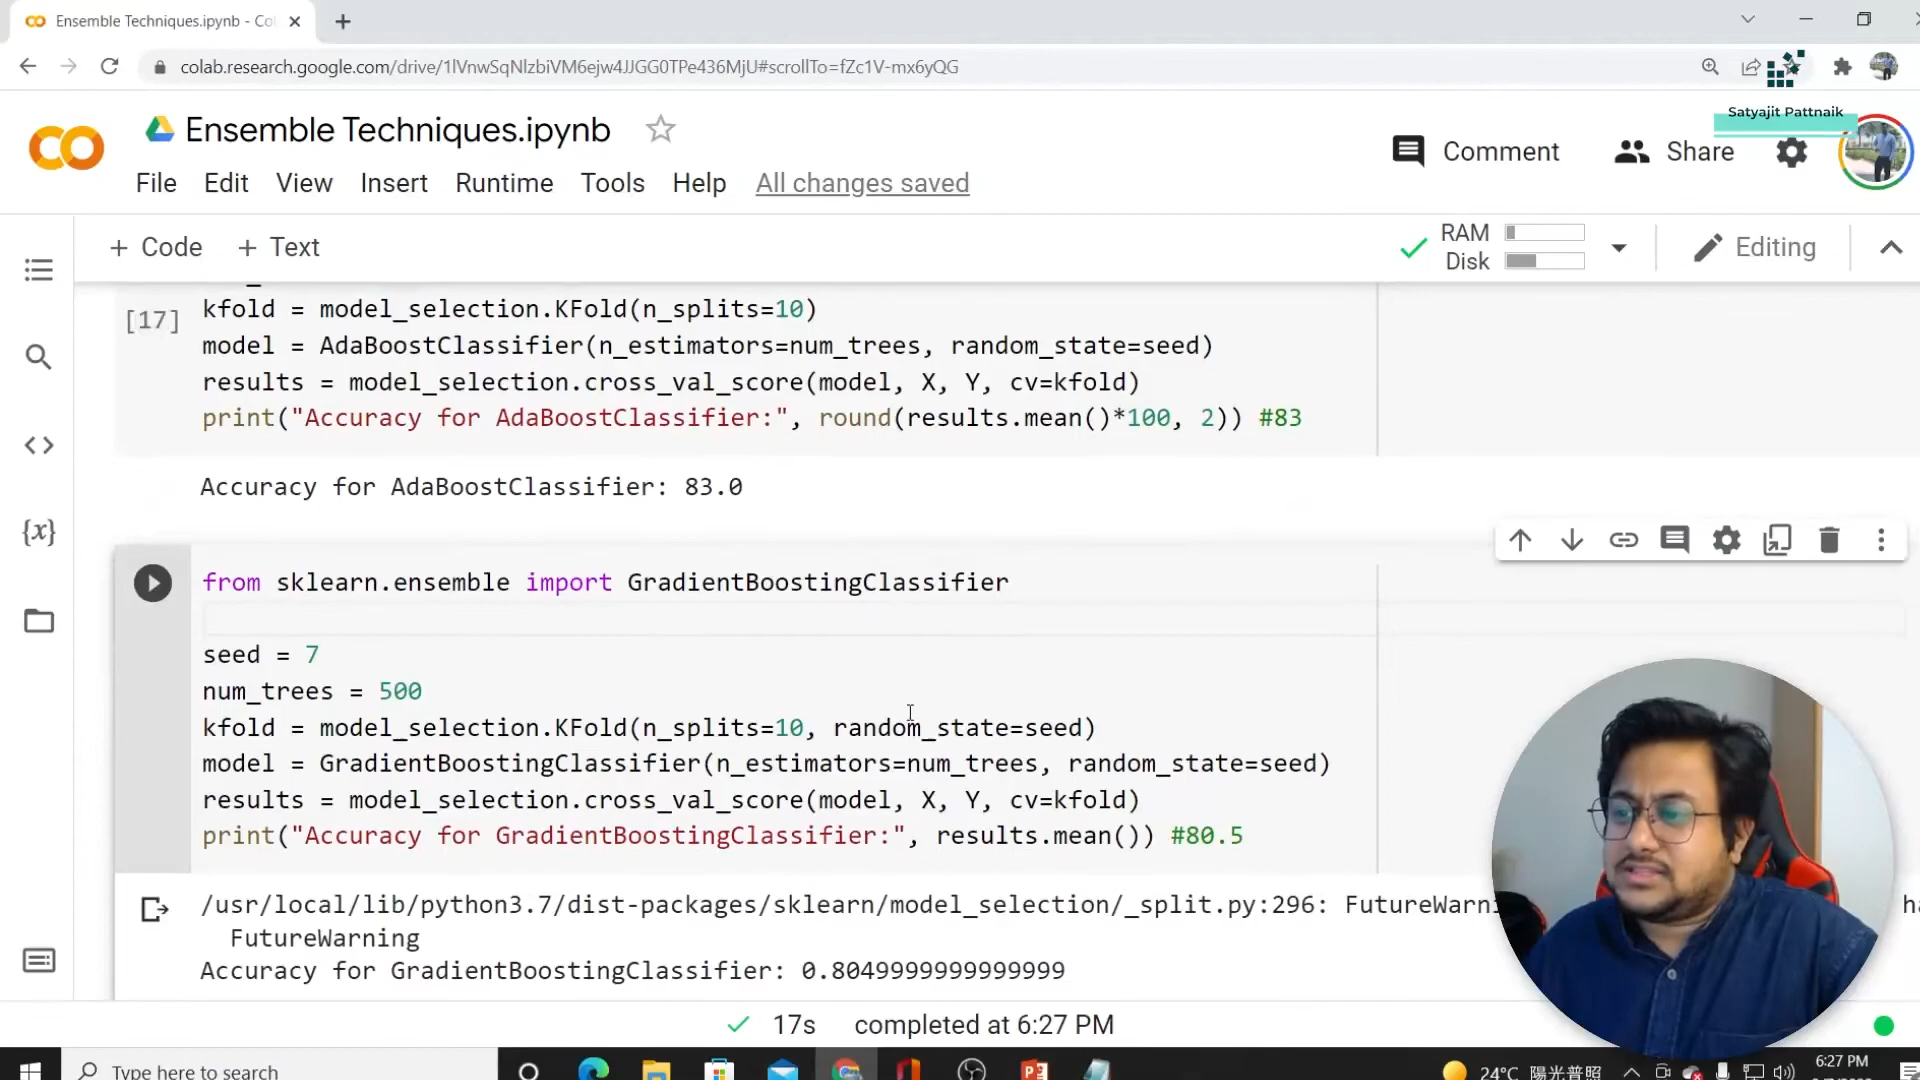 Ensemble Techniques.ipynb - Co
colab.research.google.com/drive/1lVnwSqNlzbiVM6ejw4JJGG0TPe436MjU#scrollTo=fZc1V-mx6yQG
Satyajit Pattnaik
Ensemble Techniques.ipynb
Comment
Share
File Edit View Insert Runtime Tools Help All changes saved
+ Code + Text
RAM
Disk
Editing
[17]
kfold = model_selection.KFold(n_splits=10)
model = AdaBoostClassifier(n_estimators=num_trees, random_state=seed)
results = model_selection.cross_val_score(model, X, Y, cv=kfold)
print("Accuracy for AdaBoostClassifier:", round(results.mean()*100, 2)) #83
Accuracy for AdaBoostClassifier: 83.0
{x}
from sklearn.ensemble import GradientBoostingClassifier
seed = 7
num_trees = 500
kfold = model_selection.KFold(n_splits=10, random_state=seed)
model = GradientBoostingClassifier(n_estimators=num_trees, random_state=seed)
results = model_selection.cross_val_score(model, X, Y, cv=kfold)
print("Accuracy for GradientBoostingClassifier:", results.mean()) #80.5
/usr/local/lib/python3.7/dist-packages/sklearn/model_selection/_split.py:296: FutureWarni
FutureWarning
Accuracy for GradientBoostingClassifier: 0.8049999999999999
17s completed at 6:27 PM
Type here to search
24°C 陽光普照
6:27 PM